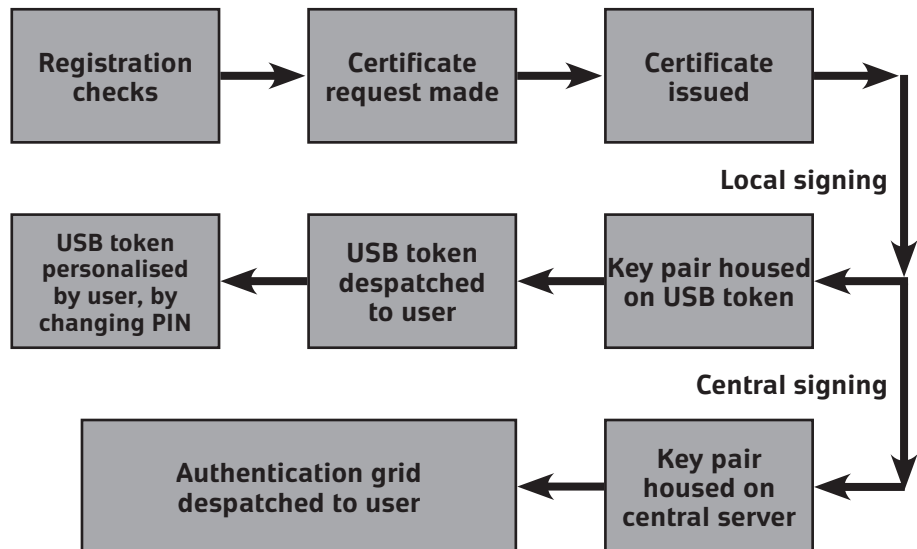 Registration
checks
Certificate
request made
Certificate
issued
Local signing
USB token
personalised
by user, by
changing PIN
USB token
despatched
to user
Key pair housed
on USB token
Central signing
Authentication grid
despatched to user
Key pair
housed on
central server